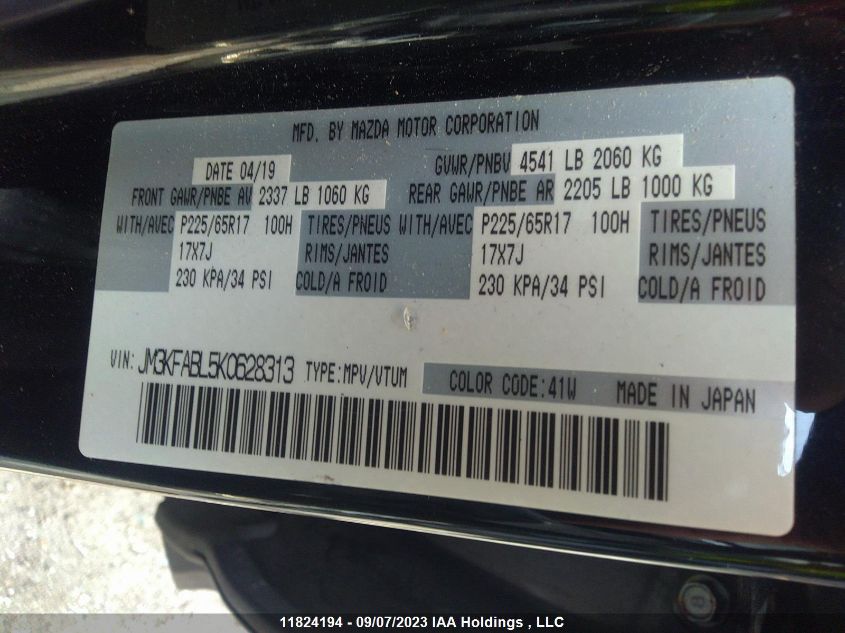 MFD. BY MAZDA MOTOR CORPORATION
DATE 04/19 GVWR/PNBV 4541 LB 2060 KG
FRONT GAWR/PNBE AV 2337 LB 1060 KG REAR GAWR/PNBE AR 2205 LB 1000 KG
WITH/AVEC P225/65R17 100H TIRES/PNEUS WITH/AVEC P225/65R17 100H TIRES/PNEUS
17X7J RIMS/JANTES 17X7J RIMS/JANTES
230 KPA/34 PSI COLD/A FROID 230 KPA/34 PSI COLD/A FROID
VIN: JM3KFABL5K0628313 TYPE:MPV/VTUM COLOR CODE:41W MADE IN JAPAN
11824194 - 09/07/2023 IAA Holdings , LLC